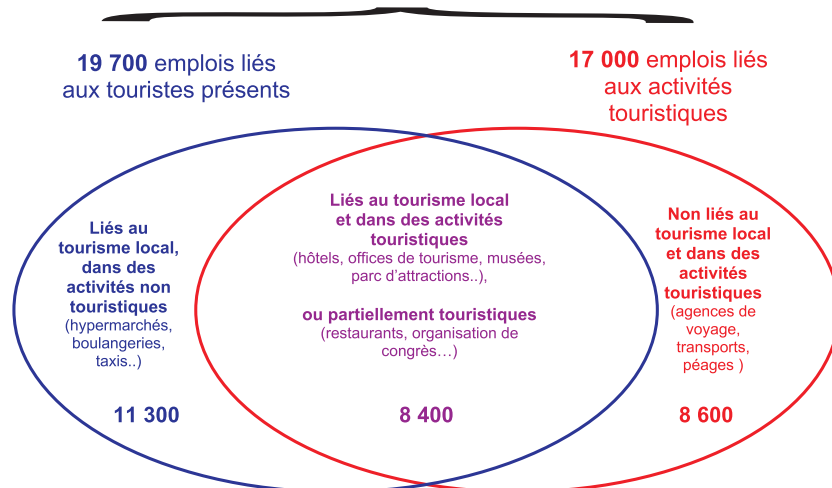 19 700 emplois liés
aux touristes présents
17 000 emplois liés
aux activités
touristiques
Liés au
tourisme local,
dans des
activités non
touristiques
(hypermarchés,
boulangeries,
taxis..)
11 300
Liés au tourisme local
et dans des activités
touristiques
(hôtels, offices de tourisme, musées,
parc d'attractions..),
ou partiellement touristiques
(restaurants, organisation de
congrès…)
8 400
Non liés au
tourisme local
et dans des
activités
touristiques
(agences de
voyage,
transports,
péages )
8 600